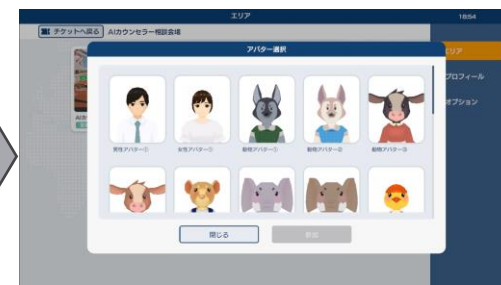 エリア
18:54
チケットへ戻る
AIカウンセラー相談会場
エリア
アバター選択
プロフィール
オプション
男性アバター①
女性アバター①
動物アバター①
動物アバター②
動物アバター③
閉じる
参加